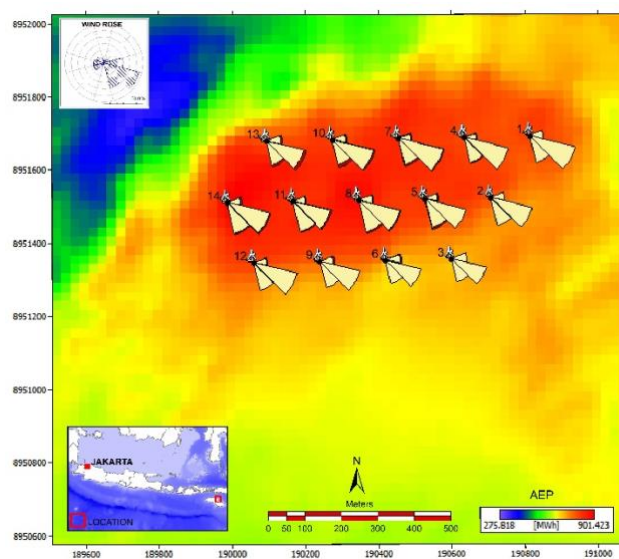 8952000
8951800
8951600
8951400
8951200
8951000
8950800
8950600
WIND ROSE
13 10 7 4 1
14 11 8 5 2
12 9 6 3
JAKARTA
LOCATION
N
Meters
0 50 100 200 300 400 500
AEP
275.818 [MWh] 901.423
189600 189800 190000 190200 190400 190600 190800 191000